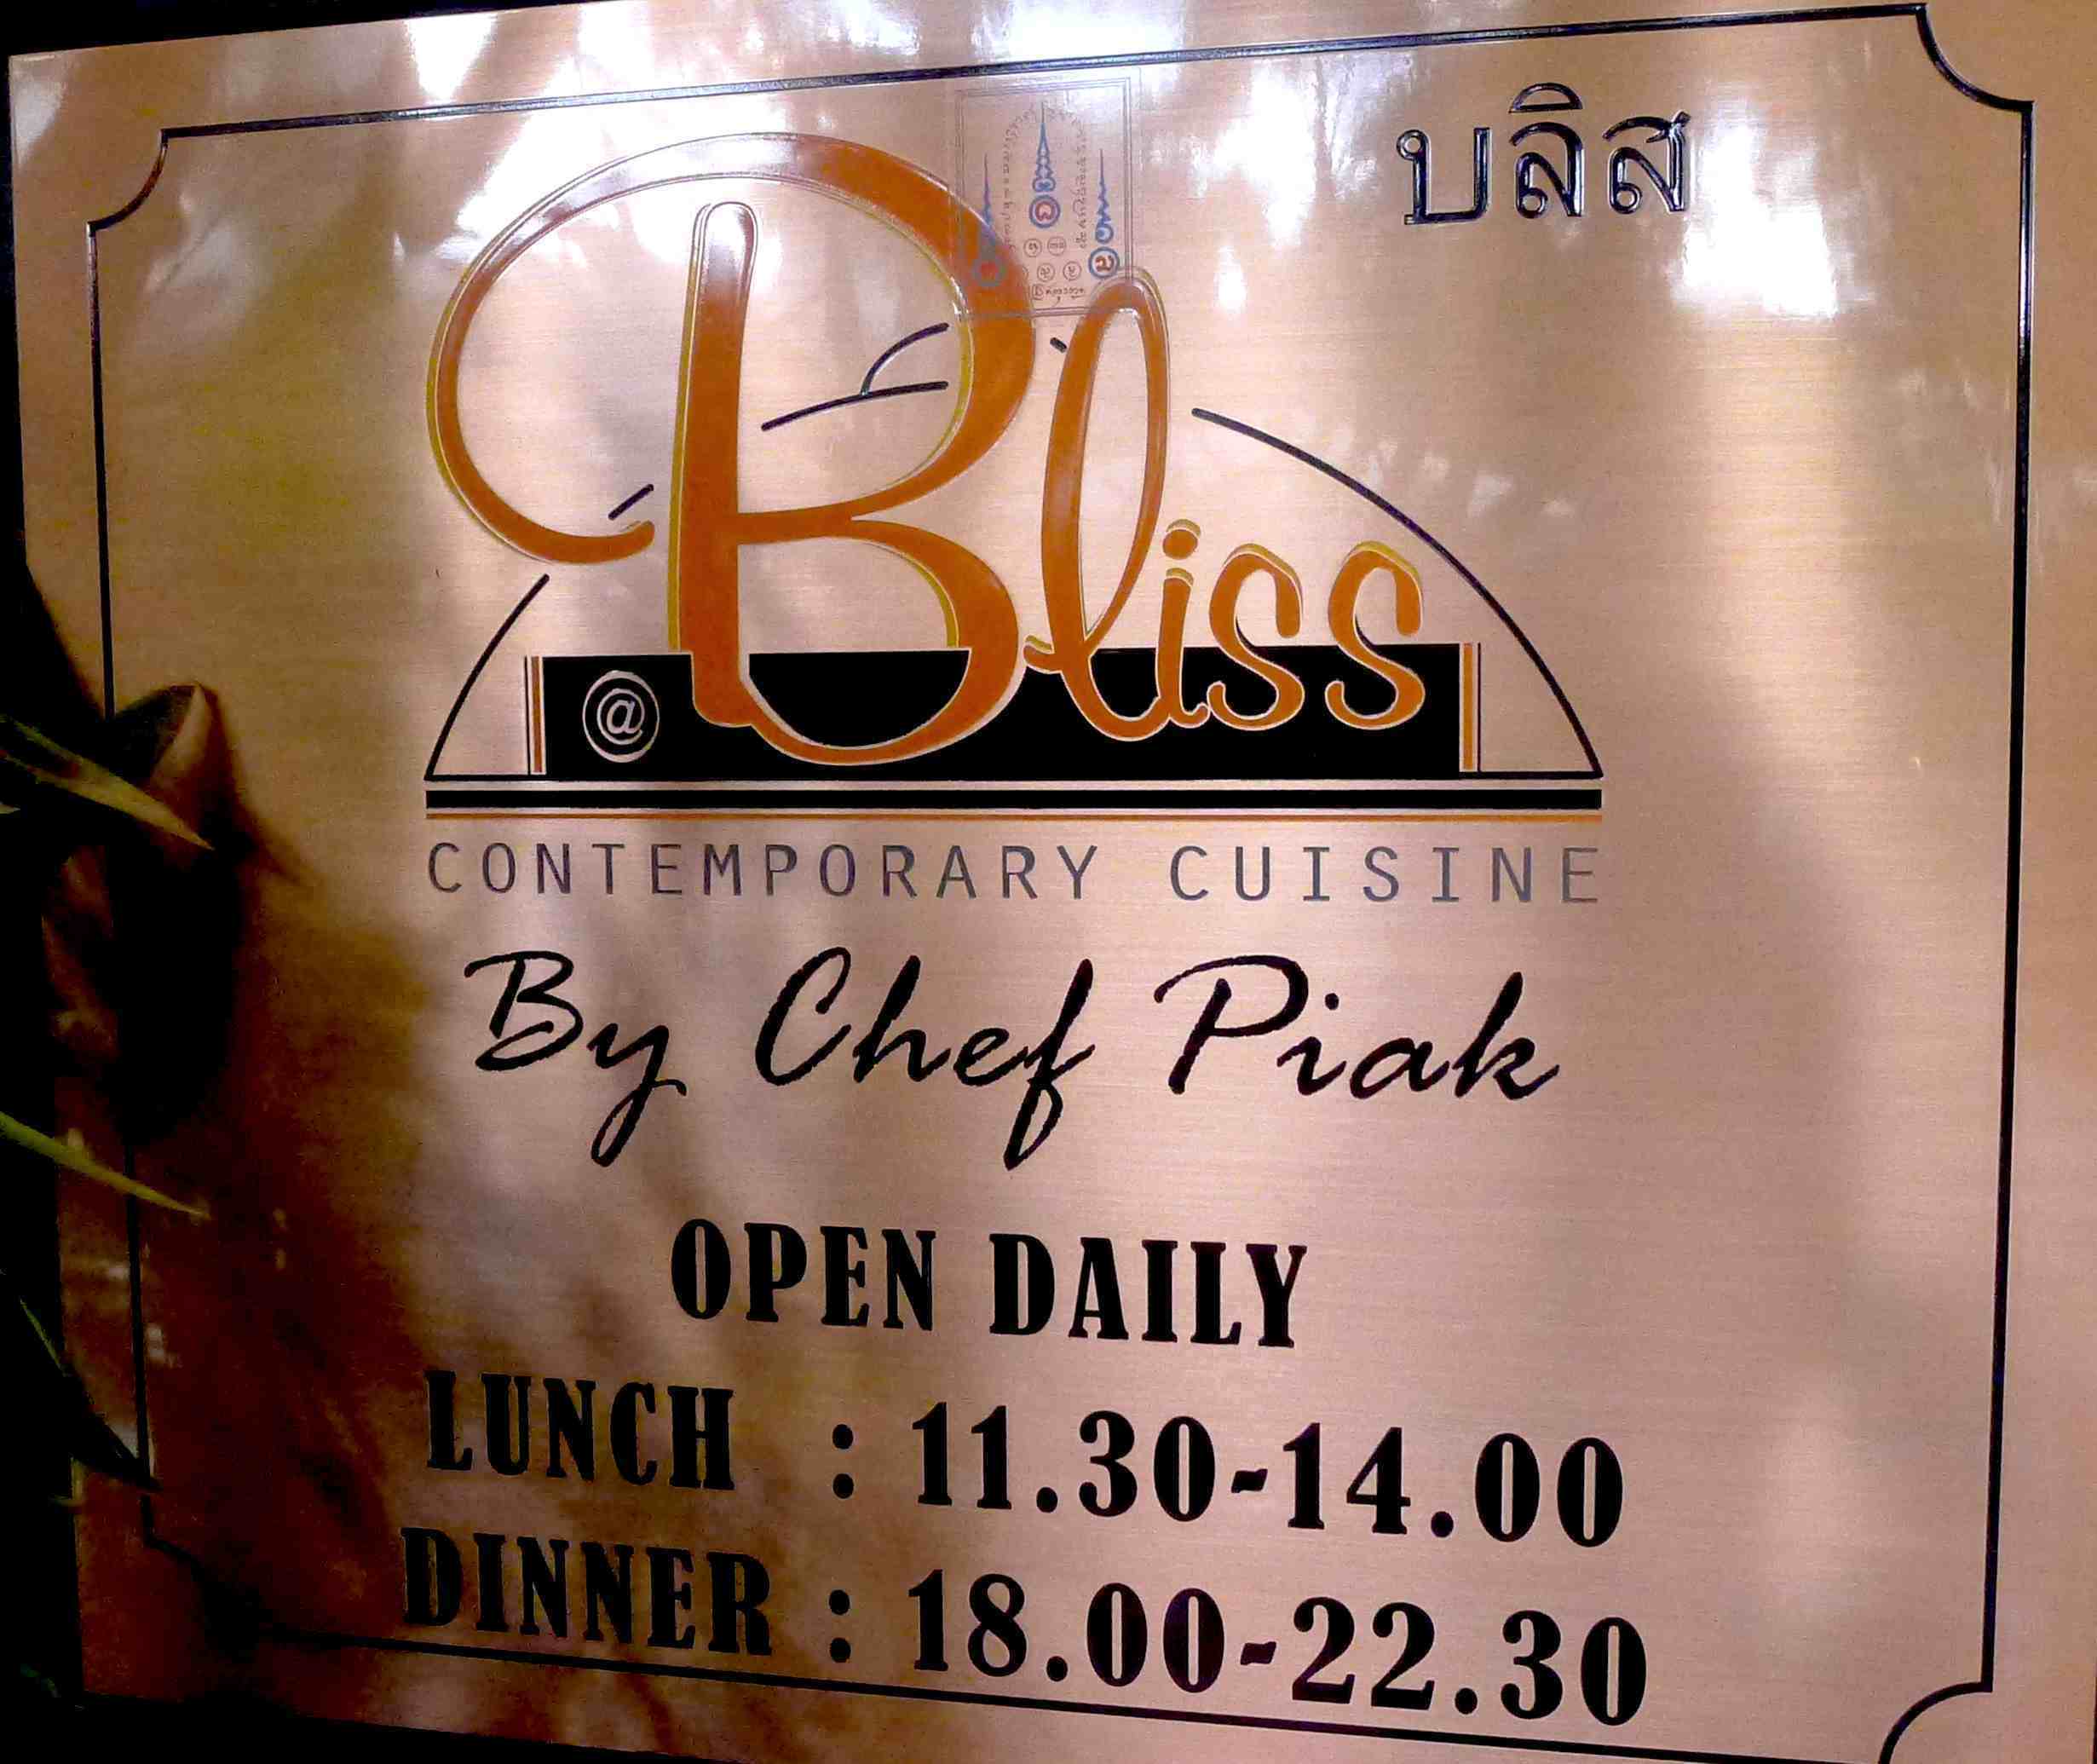 บลิส
@ Bliss
CONTEMPORARY CUISINE
By Chef Piak
OPEN DAILY
LUNCH : 11.30-14.00
DINNER : 18.00-22.30